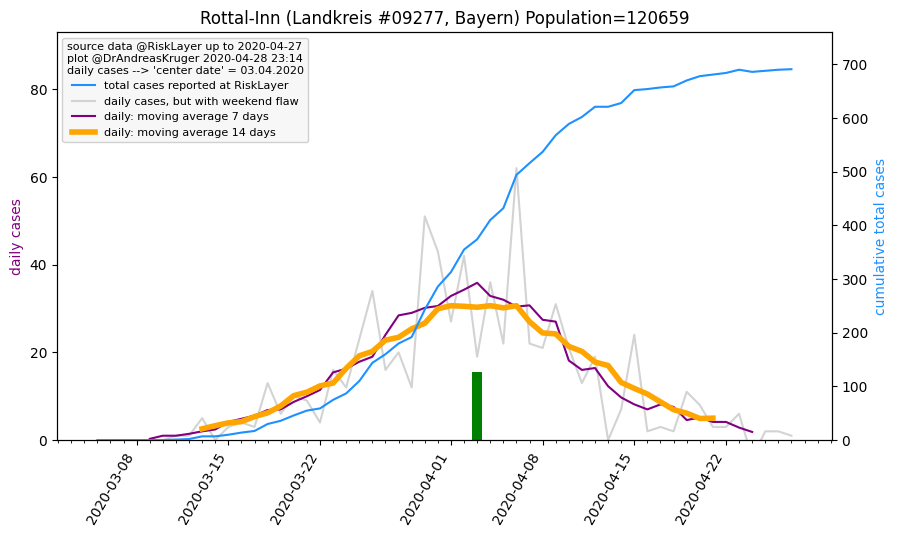 Rottal-Inn (Landkreis #09277, Bayern) Population=120659
source data @RiskLayer up to 2020-04-27
plot @DrAndreasKruger 2020-04-28 23:14
daily cases --> 'center date' = 03.04.2020
total cases reported at RiskLayer
daily cases, but with weekend flaw
daily: moving average 7 days
daily: moving average 14 days
daily cases
80
60
40
20
0
cumulative total cases
700
600
500
400
300
200
100
0
2020-03-08
2020-03-15
2020-03-22
2020-04-01
2020-04-08
2020-04-15
2020-04-22